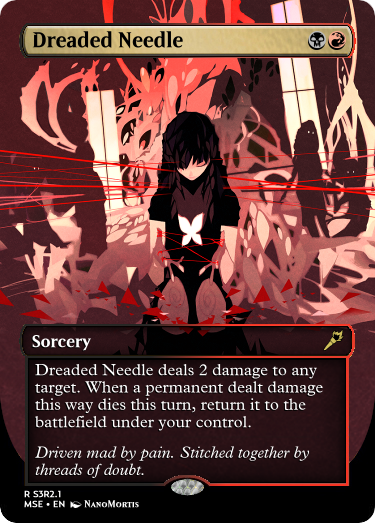 Dreaded Needle
Sorcery
Dreaded Needle deals 2 damage to any
target. When a permanent dealt damage
this way dies this turn, return it to the
battlefield under your control.
Driven mad by pain. Stitched together by
threads of doubt.
R S3R2.1
MSE • EN NanoMortis